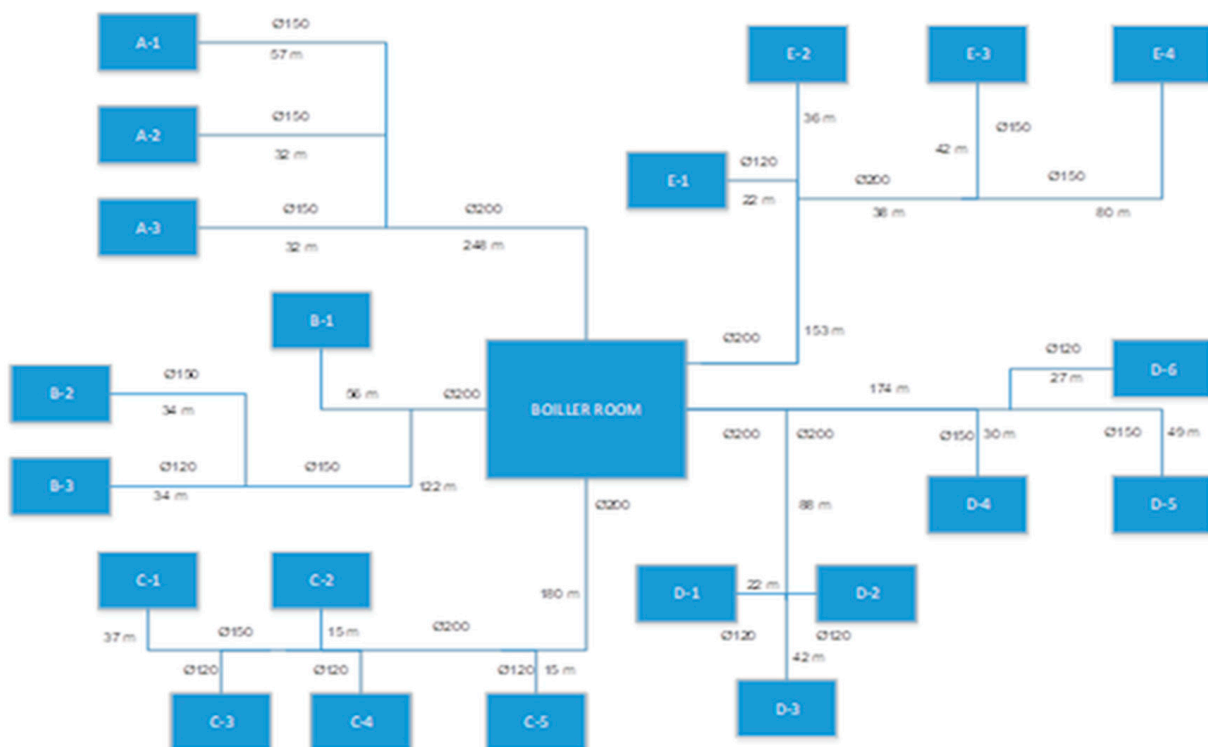 A-1
Ø150
57 m
A-2
Ø150
32 m
A-3
Ø150
32 m
Ø200
248 m
E-2
E-3
E-4
36 m
Ø150
42 m
E-1
Ø120
22 m
Ø200
38 m
Ø150
80 m
153 m
Ø200
B-1
56 m
Ø200
B-2
Ø150
34 m
B-3
Ø120
34 m
Ø150
122 m
BOILLER ROOM
174 m
Ø120
27 m
D-6
Ø200
Ø200
Ø150
30 m
Ø150
49 m
D-4
D-5
88 m
Ø200
180 m
C-1
C-2
37 m
Ø150
15 m
Ø200
Ø120
Ø120
Ø120
15 m
C-3
C-4
C-5
D-1
22 m
D-2
Ø120
Ø120
42 m
D-3